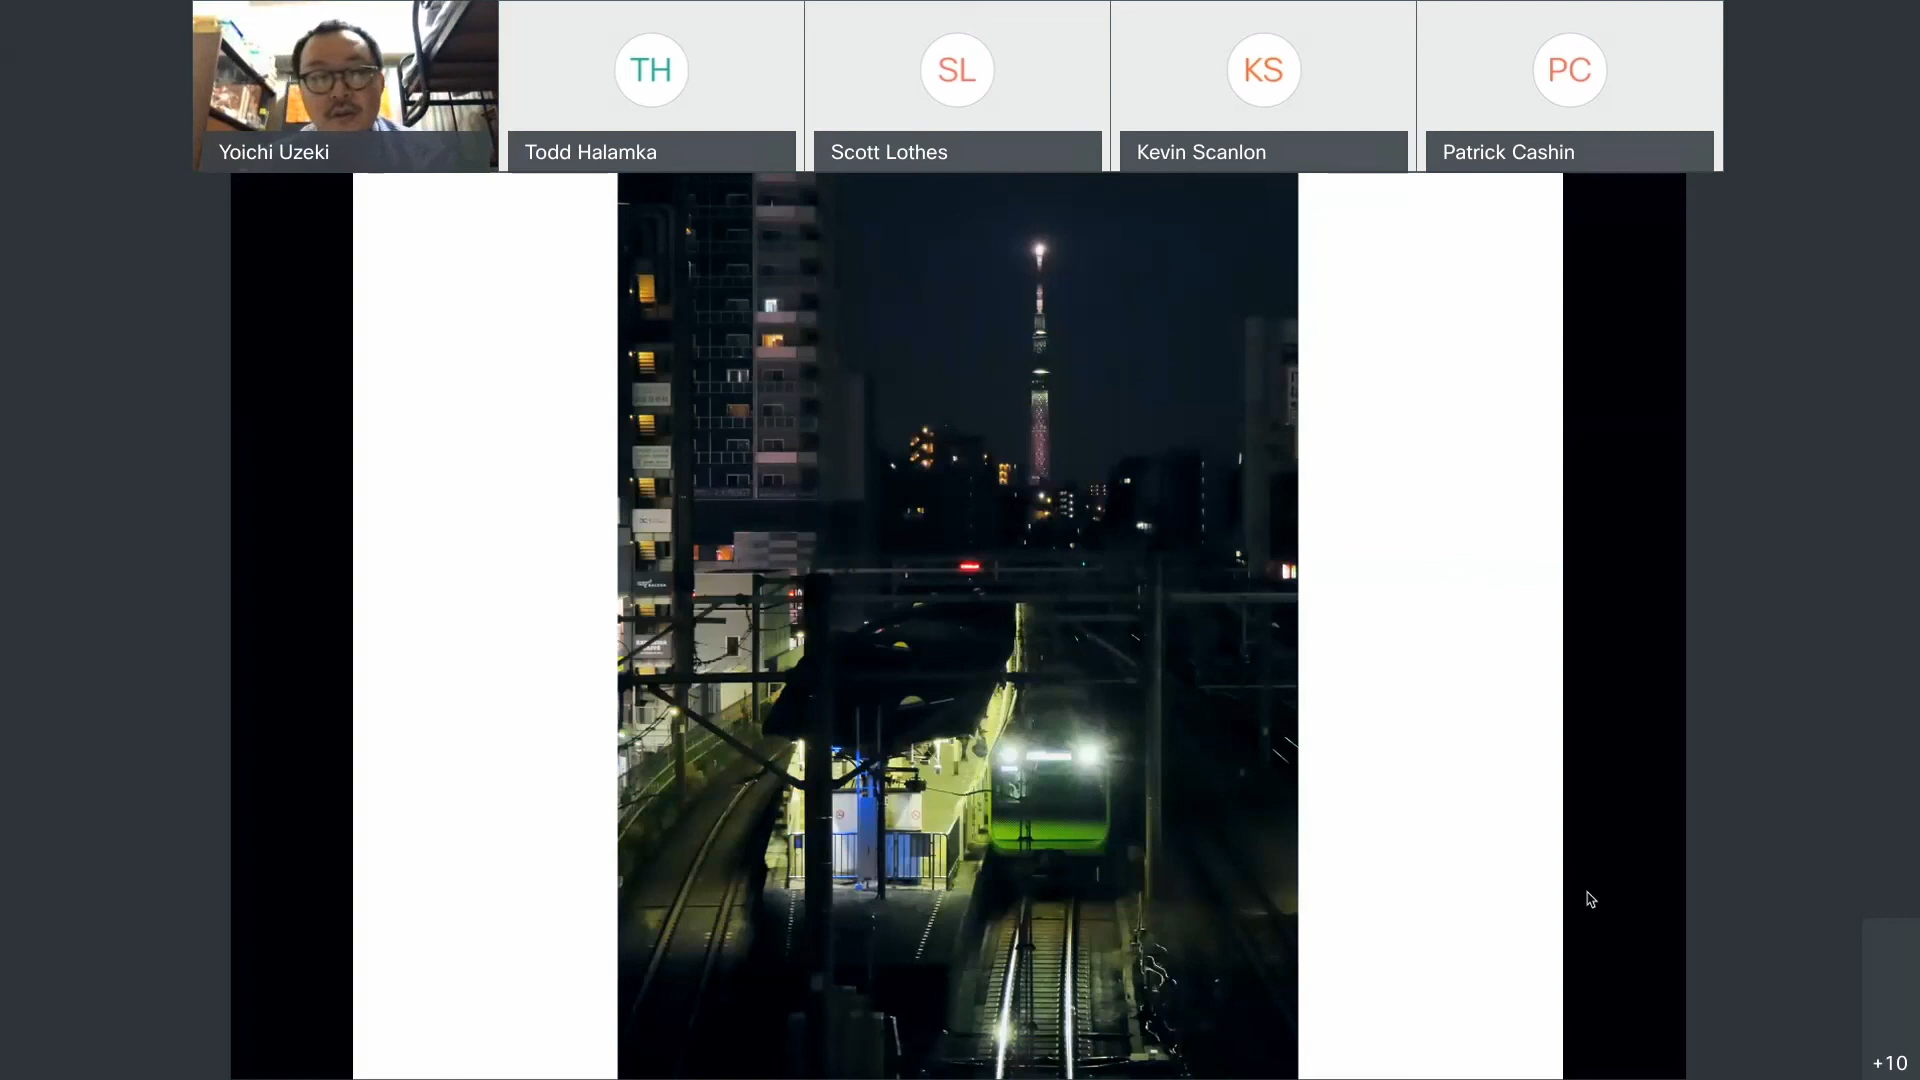 TH
SL
KS
PC
Yoichi Uzeki
Todd Halamka
Scott Lothes
Kevin Scanlon
Patrick Cashin
+10